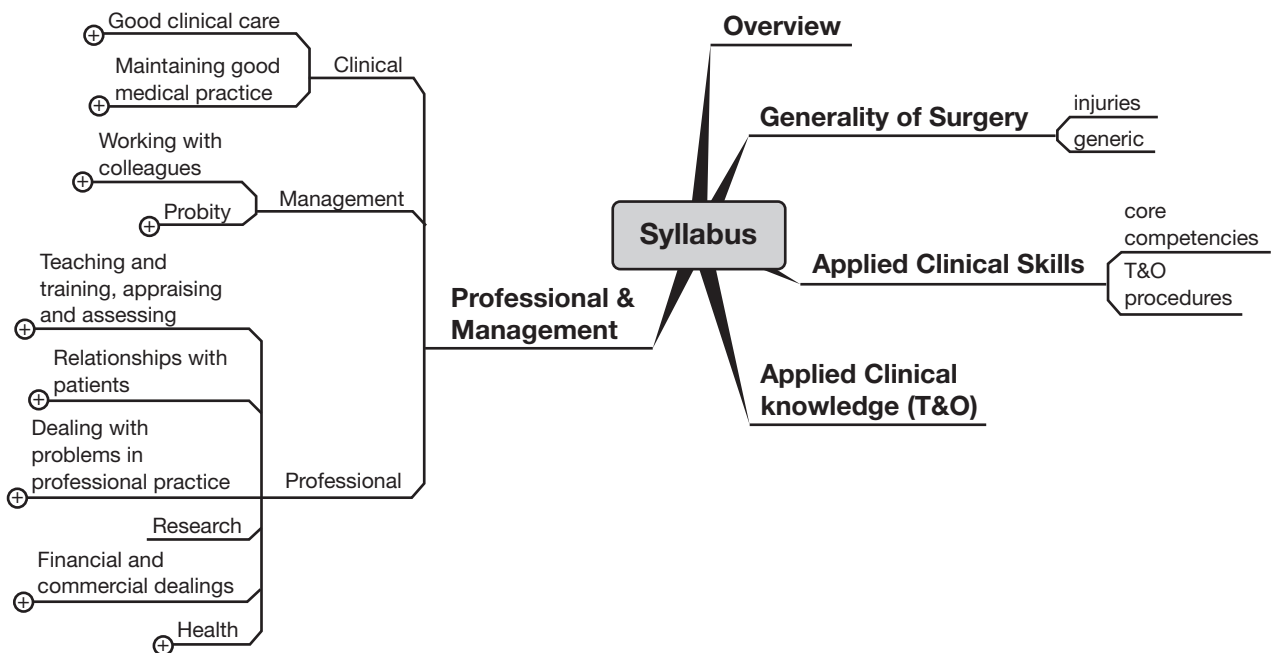 Good clinical care
Maintaining good
medical practice
Clinical
Working with
colleagues
Probity
Management
Teaching and
training, appraising
and assessing
Relationships with
patients
Dealing with
problems in
professional practice
Research
Financial and
commercial dealings
Health
Professional
Professional &
Management
Syllabus
Overview
Generality of Surgery
injuries
generic
Applied Clinical Skills
core
competencies
T&O
procedures
Applied Clinical
knowledge (T&O)